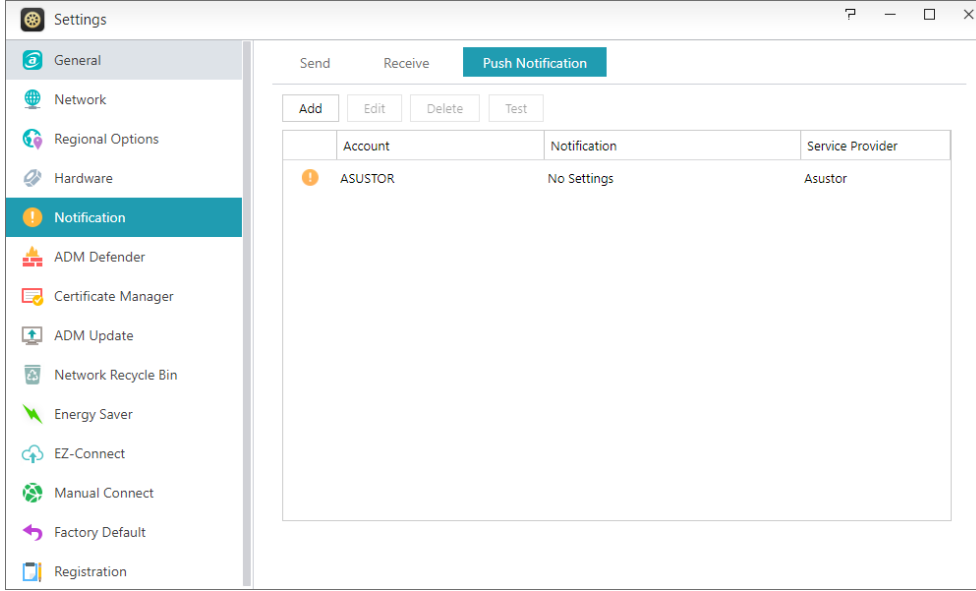 Settings
General
Network
Regional Options
Hardware
Notification
ADM Defender
Certificate Manager
ADM Update
Network Recycle Bin
Energy Saver
EZ-Connect
Manual Connect
Factory Default
Registration
Send Receive Push Notification
Add Edit Delete Test
Account Notification Service Provider
ASUSTOR No Settings Asustor